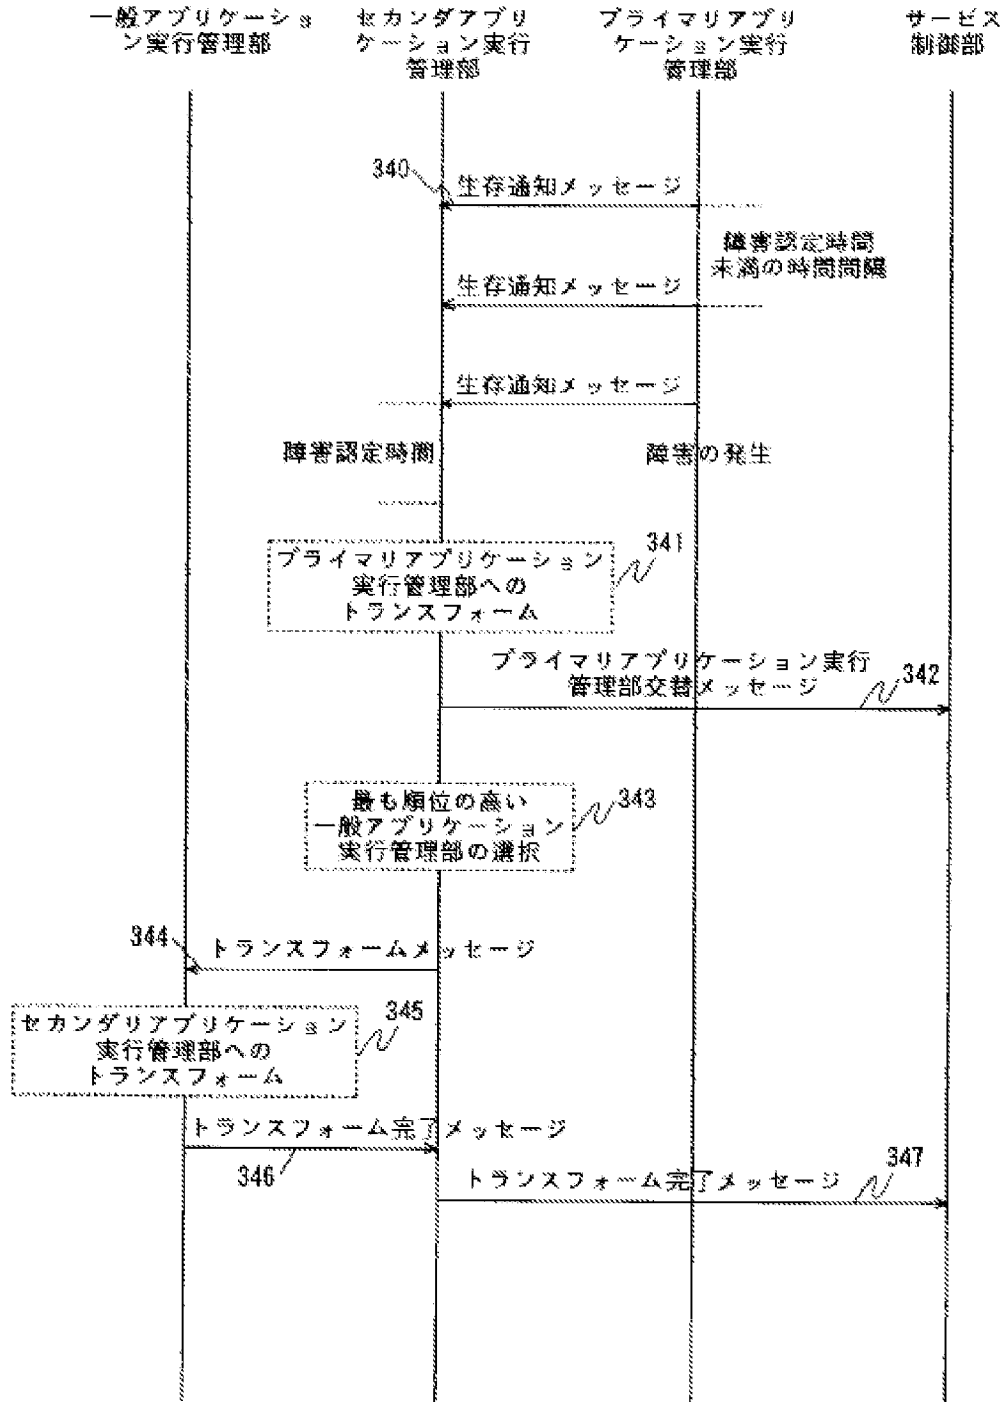 一般アプリケーショ
ン実行管理部
セカンダアプリ
ケーション実行
管理部
プライマリアプリ
ケーション実行
管理部
サービス
制御部
340
生存通知メッセージ
障害認定時間
未満の時間間隔
生存通知メッセージ
生存通知メッセージ
障害認定時間
障害の発生
341
プライマリアプリケーション
実行管理部への
トランスフォーム
プライマリアプリケーション実行
管理部交替メッセージ
342
343
最も順位の高い
一般アプリケーション
実行管理部の選択
344
トランスフォームメッセージ
345
セカンダリアプリケーション
実行管理部への
トランスフォーム
トランスフォーム完了メッセージ
346
347
トランスフォーム完了メッセージ